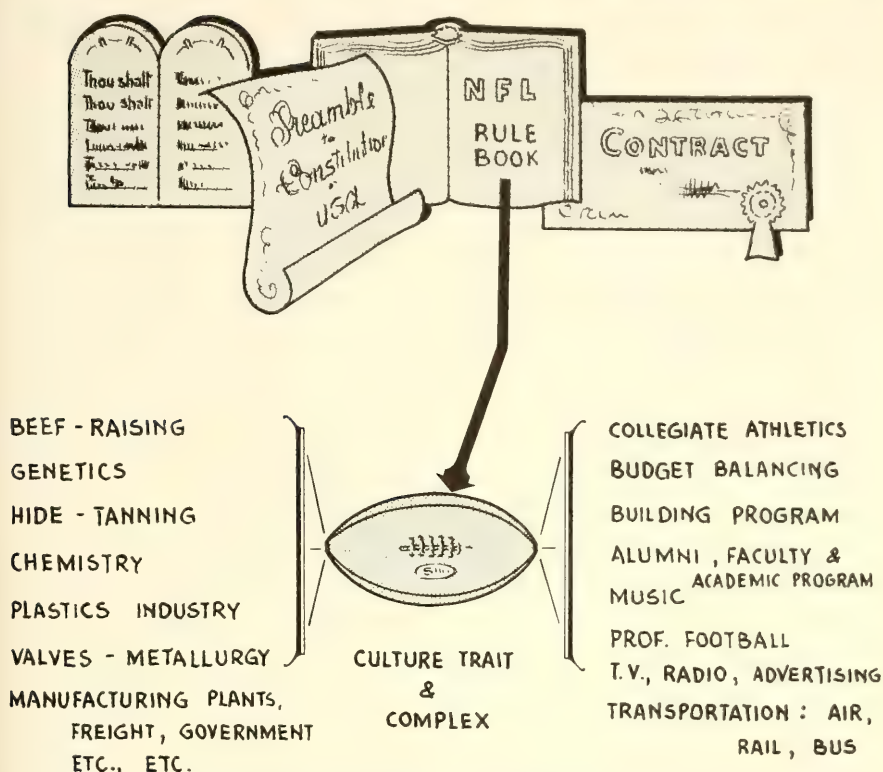 Thou shalt
Thou shalt
Preamble
to
Constitution
USA
NFL
RULE
BOOK
CONTRACT
BEEF - RAISING
GENETICS
HIDE - TANNING
CHEMISTRY
PLASTICS INDUSTRY
VALVES - METALLURGY
MANUFACTURING PLANTS,
FREIGHT, GOVERNMENT
ETC., ETC.
CULTURE TRAIT
&
COMPLEX
COLLEGIATE ATHLETICS
BUDGET BALANCING
BUILDING PROGRAM
ALUMNI, FACULTY &
ACADEMIC PROGRAM
MUSIC
PROF. FOOTBALL
T.V., RADIO, ADVERTISING
TRANSPORTATION : AIR,
RAIL, BUS